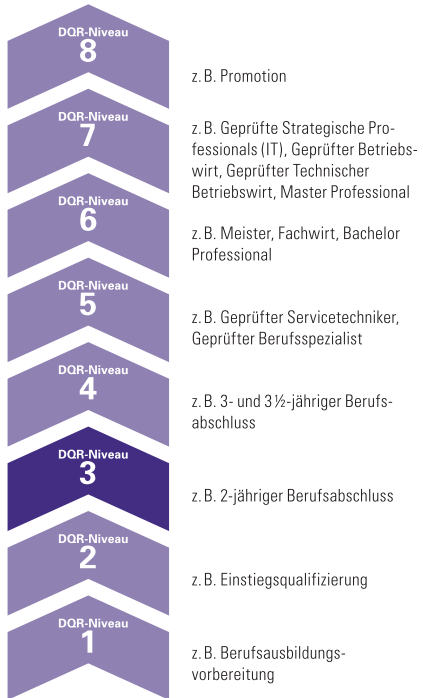 DQR-Niveau
8
z. B. Promotion
DQR-Niveau
7
z. B. Geprüfte Strategische Pro-
fessionals (IT), Geprüfter Betriebs-
wirt, Geprüfter Technischer
Betriebswirt, Master Professional
DQR-Niveau
6
z. B. Meister, Fachwirt, Bachelor
Professional
DQR-Niveau
5
z. B. Geprüfter Servicetechniker,
Geprüfter Berufsspezialist
DQR-Niveau
4
z. B. 3- und 3 ½-jähriger Berufs-
abschluss
DQR-Niveau
3
z. B. 2-jähriger Berufsabschluss
DQR-Niveau
2
z. B. Einstiegsqualifizierung
DQR-Niveau
1
z. B. Berufsausbildungs-
vorbereitung